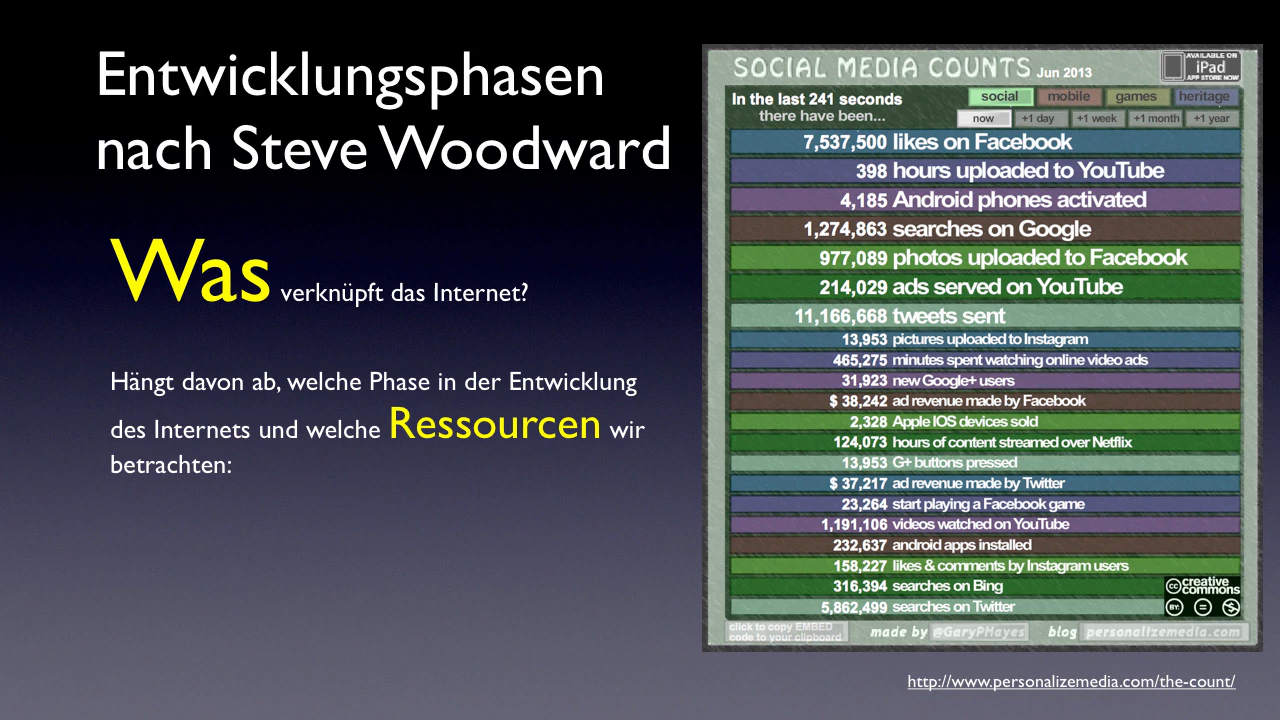 Entwicklungsphasen
nach Steve Woodward
Was verknüpft das Internet?
Hängt davon ab, welche Phase in der Entwicklung
des Internets und welche Ressourcen wir
betrachten:
SOCIAL MEDIA COUNTS Jun 2013
AVAILABLE ON
iPad
APP STORE NOW
In the last 241 seconds
there have been...
social mobile games heritage
now +1 day +1 week +1 month +1 year
7,537,500 likes on Facebook
398 hours uploaded to YouTube
4,185 Android phones activated
1,274,863 searches on Google
977,089 photos uploaded to Facebook
214,029 ads served on YouTube
11,166,668 tweets sent
13,953 pictures uploaded to Instagram
465,275 minutes spent watching online video ads
31,923 new Google+ users
$ 38,242 ad revenue made by Facebook
2,328 Apple IOS devices sold
124,073 hours of content streamed over Netflix
13,953 G+ buttons pressed
$ 37,217 ad revenue made by Twitter
23,264 start playing a Facebook game
1,191,106 videos watched on YouTube
232,637 android apps installed
158,227 likes & comments by Instagram users
316,394 searches on Bing
5,862,499 searches on Twitter
cc creative
commons
BY:
click to copy EMBED
code to your clipboard
made by @GaryPHayes blog personalizemedia.com
http://www.personalizemedia.com/the-count/